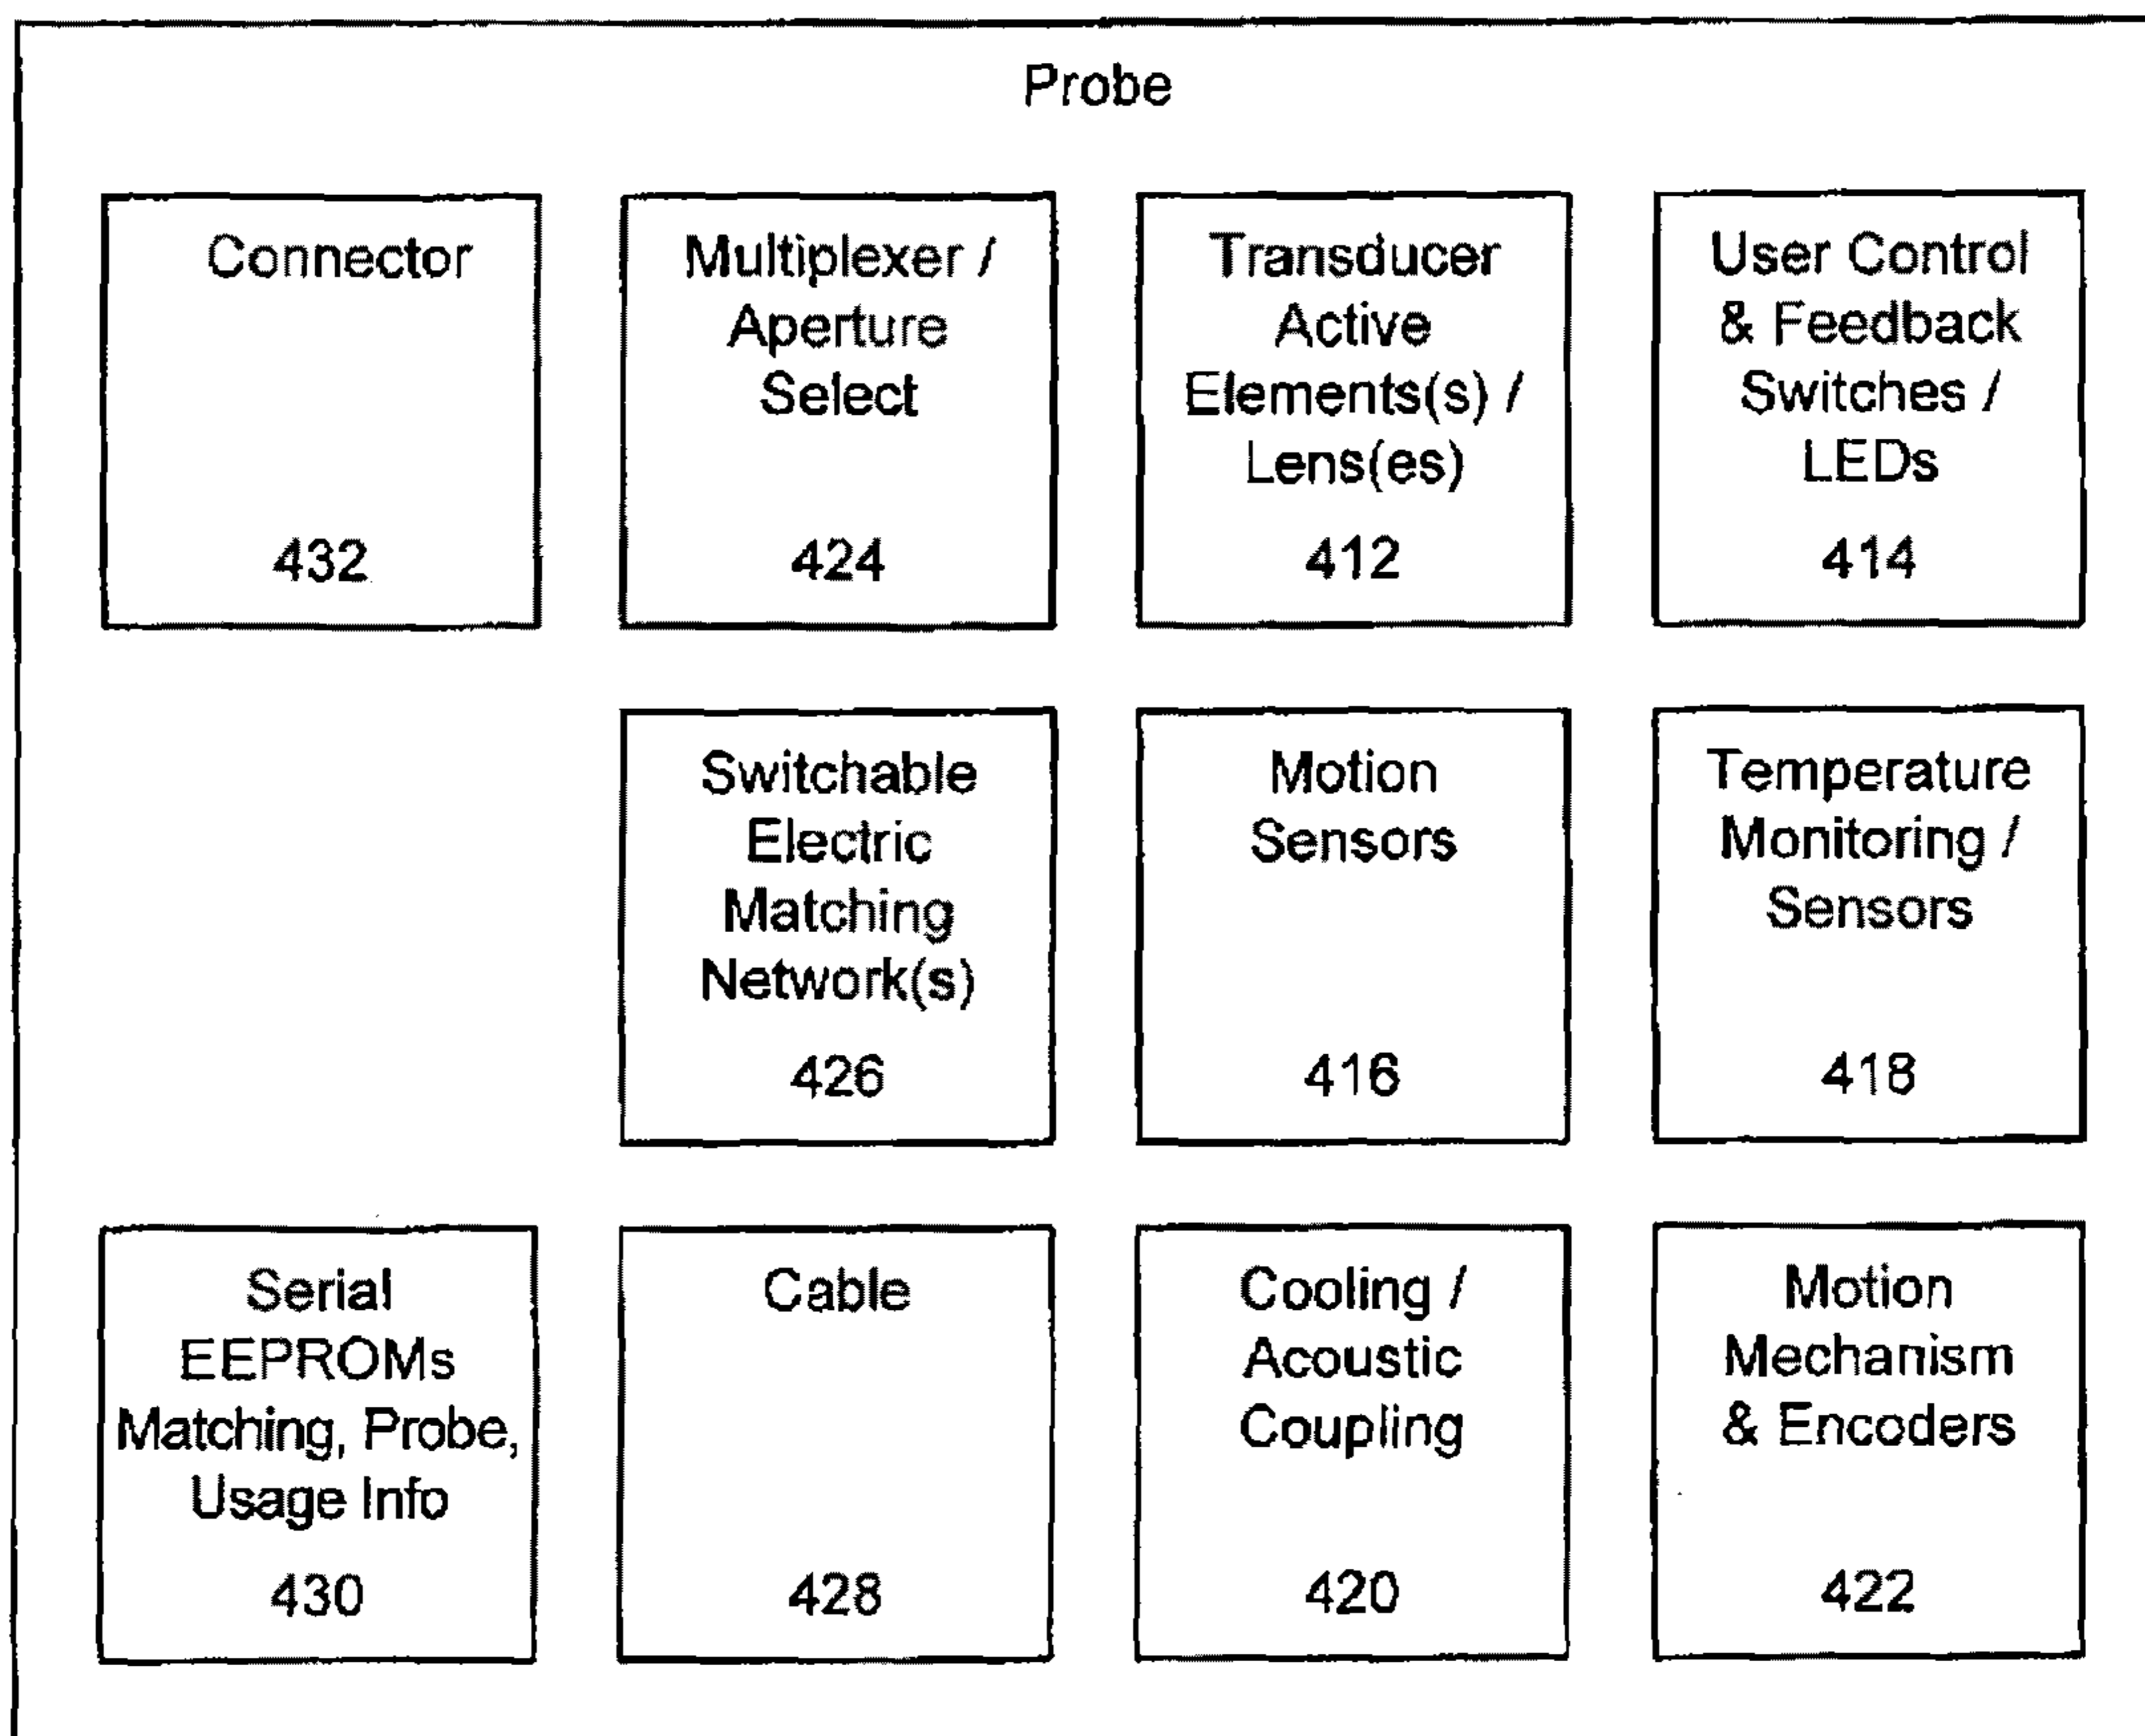 Probe
Connector
432
Multiplexer /
Aperture
Select
424
Transducer
Active
Elements(s) /
Lens(es)
412
User Control
& Feedback
Switches /
LEDs
414
Switchable
Electric
Matching
Network(s)
426
Motion
Sensors
416
Temperature
Monitoring /
Sensors
418
Serial
EEPROMs
Matching, Probe,
Usage Info
430
Cable
428
Cooling /
Acoustic
Coupling
420
Motion
Mechanism
& Encoders
422